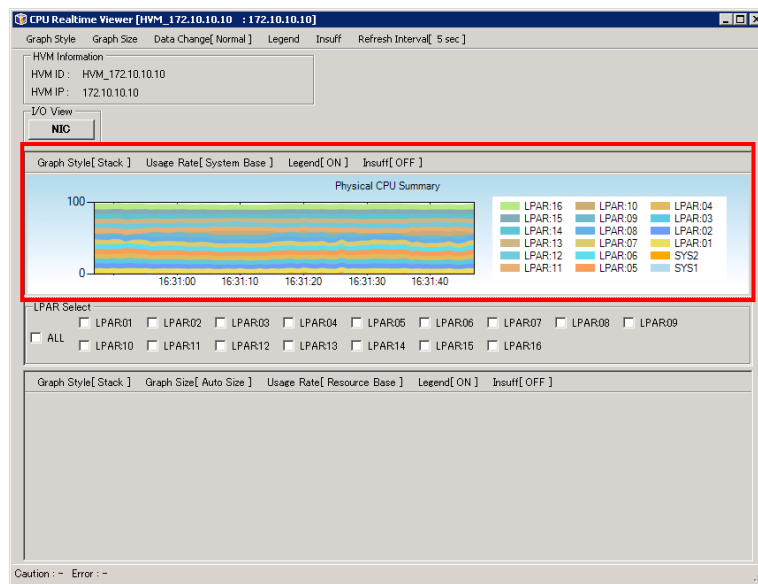 CPU Realtime Viewer [HVM_172.10.10.10 : 172.10.10.10]
Graph Style Graph Size Data Change[ Normal ] Legend Insuff Refresh Interval[ 5 sec ]
HVM Information
HVM ID : HVM_172.10.10.10
HVM IP : 172.10.10.10
I/O View
NIC
Graph Style[ Stack ] Usage Rate[ System Base ] Legend[ ON ] Insuff[ OFF ]
Physical CPU Summary
100
0
16:31:00 16:31:10 16:31:20 16:31:30 16:31:40
LPAR:16 LPAR:10 LPAR:04
LPAR:15 LPAR:09 LPAR:03
LPAR:14 LPAR:08 LPAR:02
LPAR:13 LPAR:07 LPAR:01
LPAR:12 LPAR:06 SYS2
LPAR:11 LPAR:05 SYS1
LPAR Select
ALL
LPAR01 LPAR02 LPAR03 LPAR04 LPAR05 LPAR06 LPAR07 LPAR08 LPAR09
LPAR10 LPAR11 LPAR12 LPAR13 LPAR14 LPAR15 LPAR16
Graph Style[ Stack ] Graph Size[ Auto Size ] Usage Rate[ Resource Base ] Legend[ ON ] Insuff[ OFF ]
Caution : - Error : -